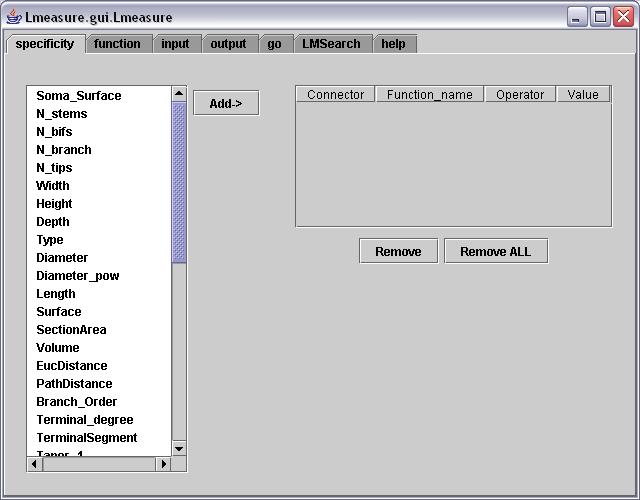 Lmeasure.gui.Lmeasure
specificity function input output go LMSearch help
Soma_Surface
N_stems
N_bifs
N_branch
N_tips
Width
Height
Depth
Type
Diameter
Diameter_pow
Length
Surface
SectionArea
Volume
EucDistance
PathDistance
Branch_Order
Terminal_degree
TerminalSegment
Taper_1
Add->
Connector Function_name Operator Value
Remove Remove ALL